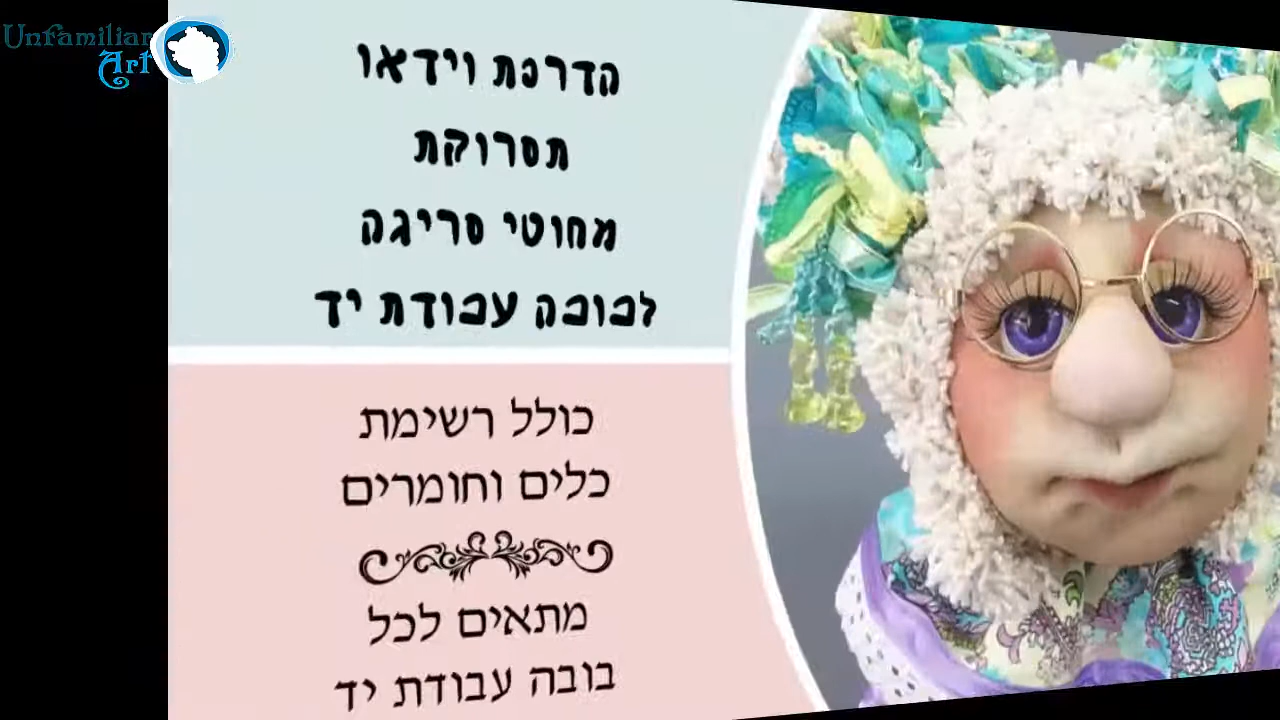 Unfamiliar
Art
הדרכת וידאו
תסרוקת
מחוטי סריגה
לבובה עבודת יד
כולל רשימת
כלים וחומרים
מתאים לכל
בובה עבודת יד